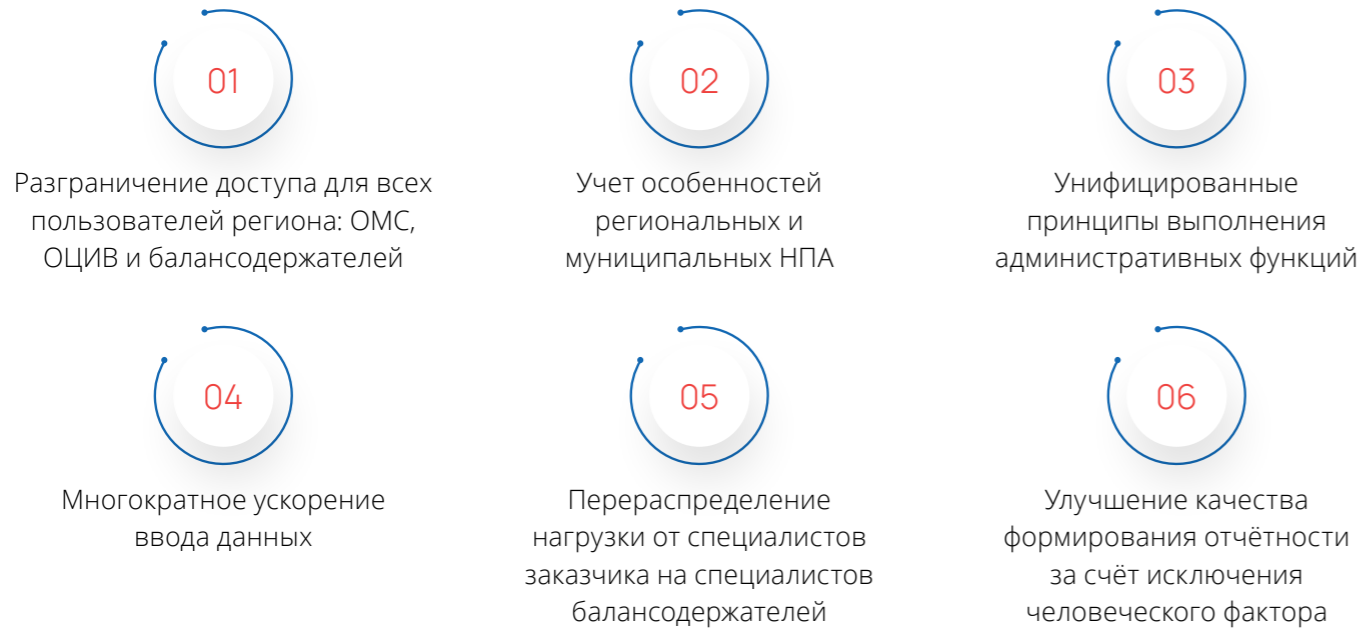 01
Разграничение доступа для всех
пользователей региона: ОМС,
ОЦИВ и балансодержателей
02
Учет особенностей
региональных и
муниципальных НПА
03
Унифицированные
принципы выполнения
административных функций
04
Многократное ускорение
ввода данных
05
Перераспределение
нагрузки от специалистов
заказчика на специалистов
балансодержателей
06
Улучшение качества
формирования отчётности
за счёт исключения
человеческого фактора